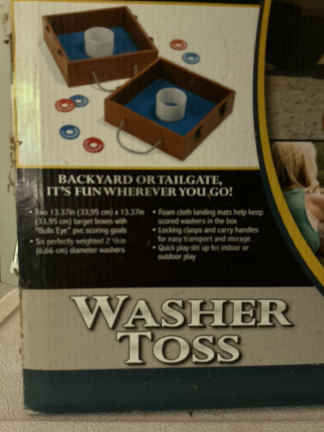 BACKYARD OR TAILGATE,
IT'S FUN WHEREVER YOU GO!
• Two 13.37in (33,95 cm) x 13.37in
(33,95 cm) target boxes with
"Bulls Eye" pvc scoring goals
• Six perfectly weighted
(6,66 cm) diameter washers
• Foam cloth landing mats help keep
scored washers in the box
• Locking clasps and carry handles
for easy transport and storage
• Quick play-set up for indoor or
outdoor play
WASHER
TOSS